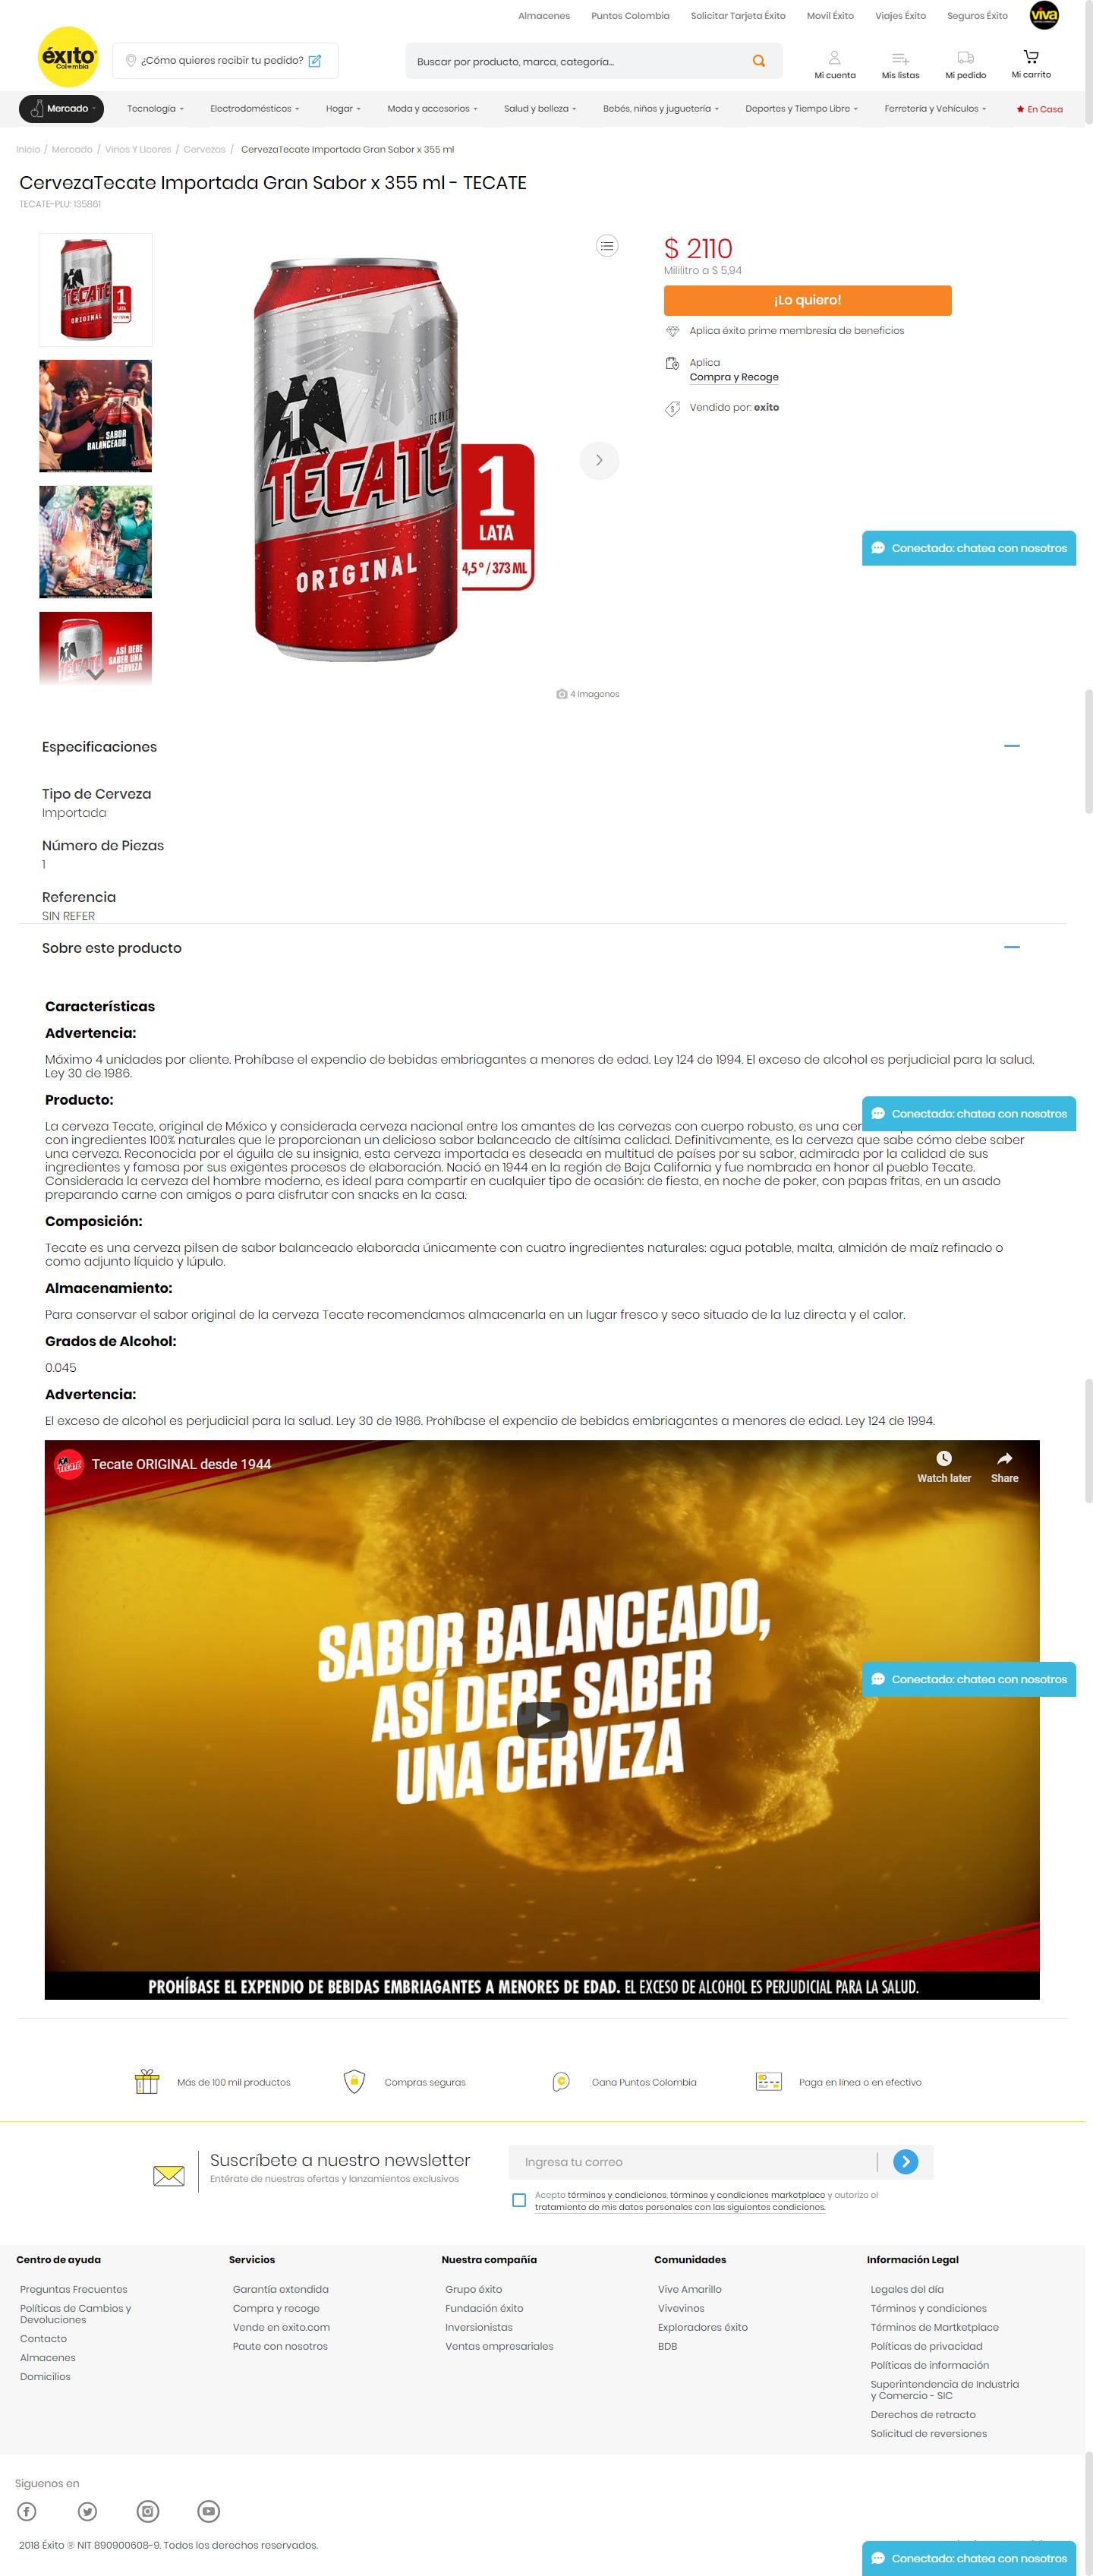 Almacenes Puntos Colombia Solicitar Tarjeta Éxito Movil Éxito Viajes Éxito Seguros Éxito viva
éxito
Colombia
¿Cómo quieres recibir tu pedido?
Buscar por producto, marca, categoría...
Mi cuenta Mis listas Mi pedido Mi carrito
Mercado Tecnología Electrodomésticos Hogar Moda y accesorios Salud y belleza Bebés, niños y juguetería Deportes y Tiempo Libre Ferretería y Vehículos En Casa
Inicio / Mercado / Vinos Y Licores / Cervezas / CervezaTecate Importada Gran Sabor x 355 ml
CervezaTecate Importada Gran Sabor x 355 ml - TECATE
TECATE-PLU: 135861
TECATE
ORIGINAL
1
LATA
SABOR
BALANCEADO
ASÍ DEBE
SABER UNA
CERVEZA
T
CERVEZA
TECATE
ORIGINAL
1
LATA
4,5° / 373 ML
4 Imagenes
$ 2110
Mililitro a $ 5,94
¡Lo quiero!
Aplica éxito prime membresía de beneficios
Aplica
Compra y Recoge
Vendido por: exito
Conectado: chatea con nosotros
Especificaciones
Tipo de Cerveza
Importada
Número de Piezas
1
Referencia
SIN REFER
Sobre este producto
Características
Advertencia:
Máximo 4 unidades por cliente. Prohíbase el expendio de bebidas embriagantes a menores de edad. Ley 124 de 1994. El exceso de alcohol es perjudicial para la salud.
Ley 30 de 1986.
Producto:
Conectado: chatea con nosotros
La cerveza Tecate, original de México y considerada cerveza nacional entre los amantes de las cervezas con cuerpo robusto, es una cer
con ingredientes 100% naturales que le proporcionan un delicioso sabor balanceado de altísima calidad. Definitivamente, es la cerveza que sabe cómo debe saber
una cerveza. Reconocida por el águila de su insignia, esta cerveza importada es deseada en multitud de países por su sabor, admirada por la calidad de sus
ingredientes y famosa por sus exigentes procesos de elaboración. Nació en 1944 en la región de Baja California y fue nombrada en honor al pueblo Tecate.
Considerada la cerveza del hombre moderno, es ideal para compartir en cualquier tipo de ocasión: de fiesta, en noche de poker, con papas fritas, en un asado
preparando carne con amigos o para disfrutar con snacks en la casa.
Composición:
Tecate es una cerveza pilsen de sabor balanceado elaborada únicamente con cuatro ingredientes naturales: agua potable, malta, almidón de maíz refinado o
como adjunto líquido y lúpulo.
Almacenamiento:
Para conservar el sabor original de la cerveza Tecate recomendamos almacenarla en un lugar fresco y seco situado de la luz directa y el calor.
Grados de Alcohol:
0.045
Advertencia:
El exceso de alcohol es perjudicial para la salud. Ley 30 de 1986. Prohíbase el expendio de bebidas embriagantes a menores de edad. Ley 124 de 1994.
TECATE Tecate ORIGINAL desde 1944
Watch later Share
SABOR BALANCEADO,
ASÍ DEBE SABER
UNA CERVEZA
Conectado: chatea con nosotros
PROHÍBASE EL EXPENDIO DE BEBIDAS EMBRIAGANTES A MENORES DE EDAD. EL EXCESO DE ALCOHOL ES PERJUDICIAL PARA LA SALUD.
Más de 100 mil productos Compras seguras Gana Puntos Colombia Paga en línea o en efectivo
Suscríbete a nuestro newsletter
Entérate de nuestras ofertas y lanzamientos exclusivos
Ingresa tu correo
Acepto términos y condiciones, términos y condiciones marketplace y autorizo el
tratamiento de mis datos personales con las siguientes condiciones.
Centro de ayuda
Preguntas Frecuentes
Políticas de Cambios y
Devoluciones
Contacto
Almacenes
Domicilios
Servicios
Garantía extendida
Compra y recoge
Vende en exito.com
Paute con nosotros
Nuestra compañía
Grupo éxito
Fundación éxito
Inversionistas
Ventas empresariales
Comunidades
Vive Amarillo
Vivevinos
Exploradores éxito
BDB
Información Legal
Legales del día
Términos y condiciones
Términos de Martketplace
Políticas de privacidad
Políticas de información
Superintendencia de Industria
y Comercio - SIC
Derechos de retracto
Solicitud de reversiones
Síguenos en
2018 Éxito ® NIT 890900608-9. Todos los derechos reservados.
Conectado: chatea con nosotros